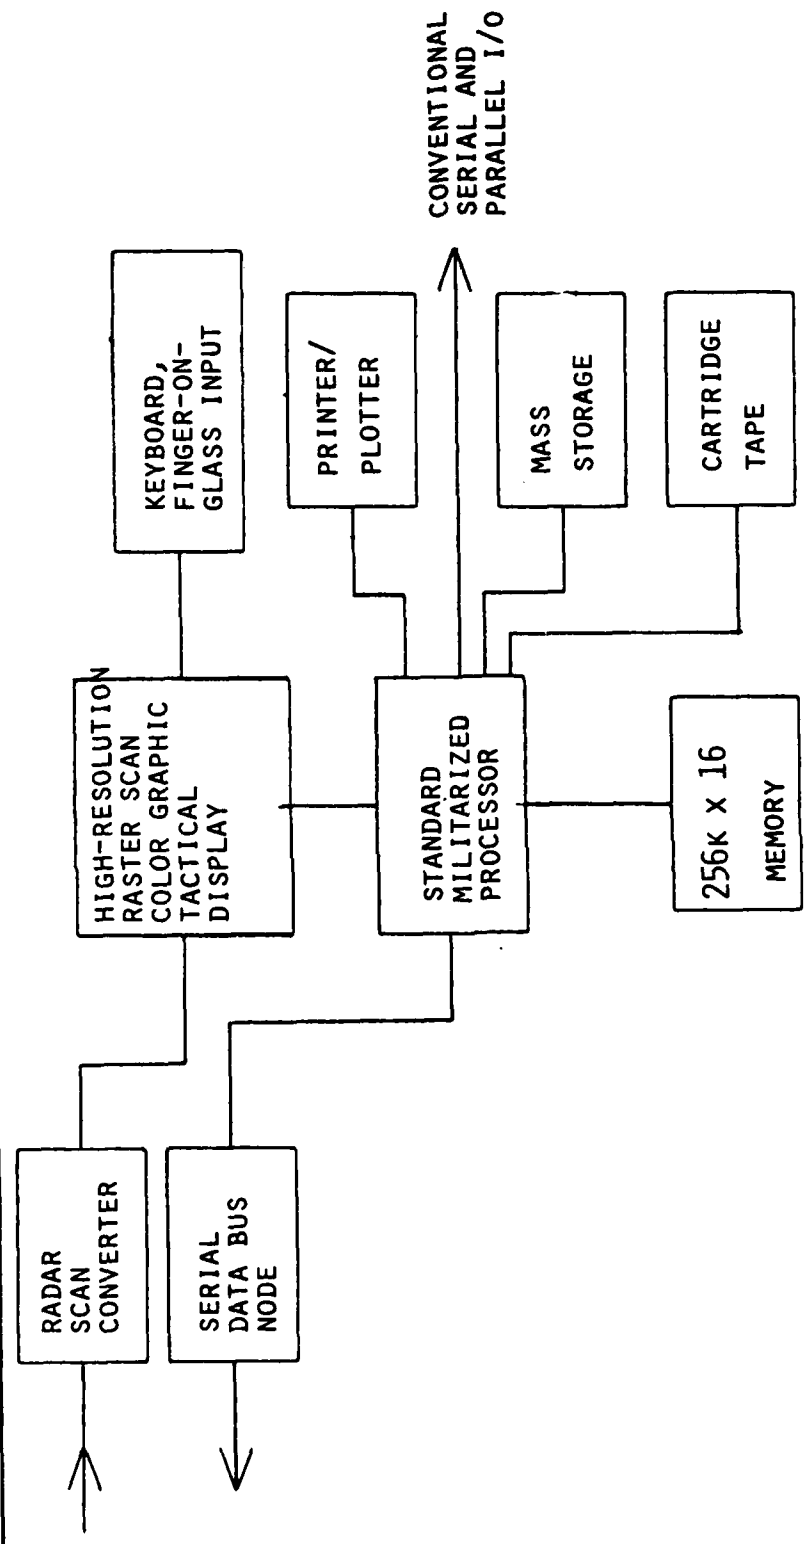 RADAR
SCAN
CONVERTER
SERIAL
DATA BUS
NODE
HIGH-RESOLUTION
RASTER SCAN
COLOR GRAPHIC
TACTICAL
DISPLAY
STANDARD
MILITARIZED
PROCESSOR
256K X 16
MEMORY
KEYBOARD,
FINGER-ON-
GLASS INPUT
PRINTER/
PLOTTER
CONVENTIONAL
SERIAL AND
PARALLEL I/O
MASS
STORAGE
CARTRIDGE
TAPE